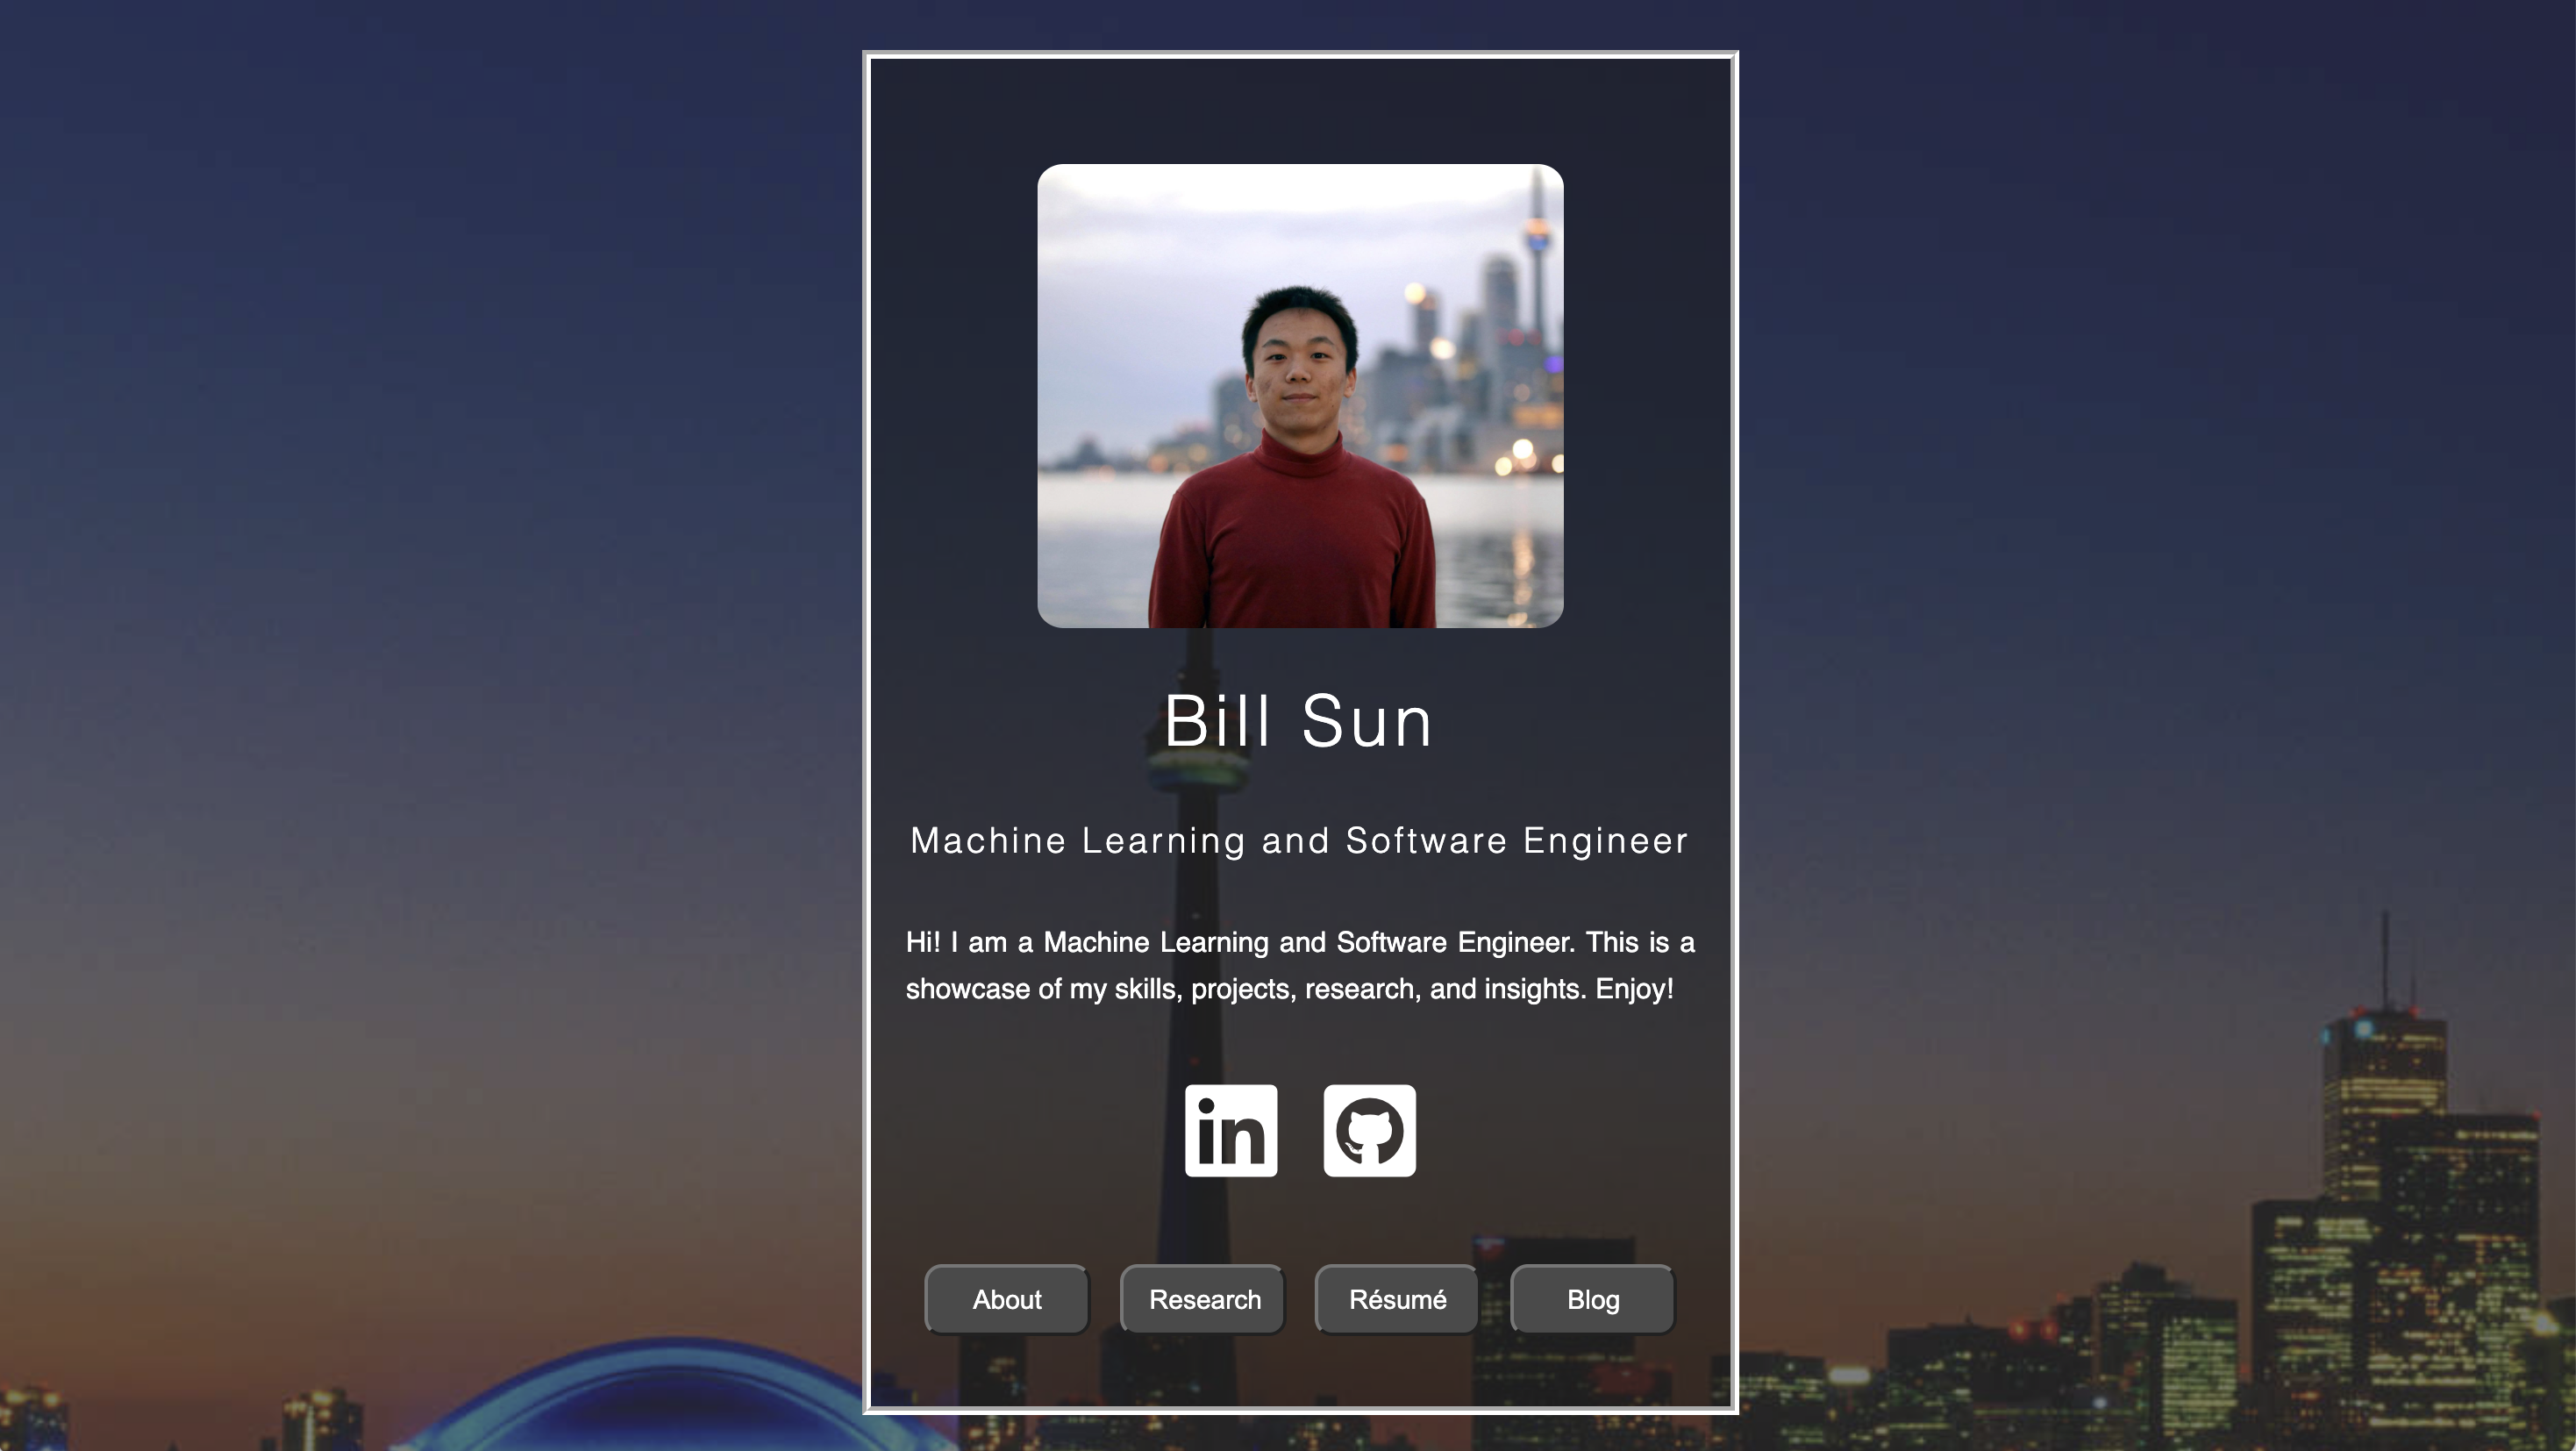 Bill Sun
Machine Learning and Software Engineer
Hi! I am a Machine Learning and Software Engineer. This is a
showcase of my skills, projects, research, and insights. Enjoy!
in
About Research Résumé Blog